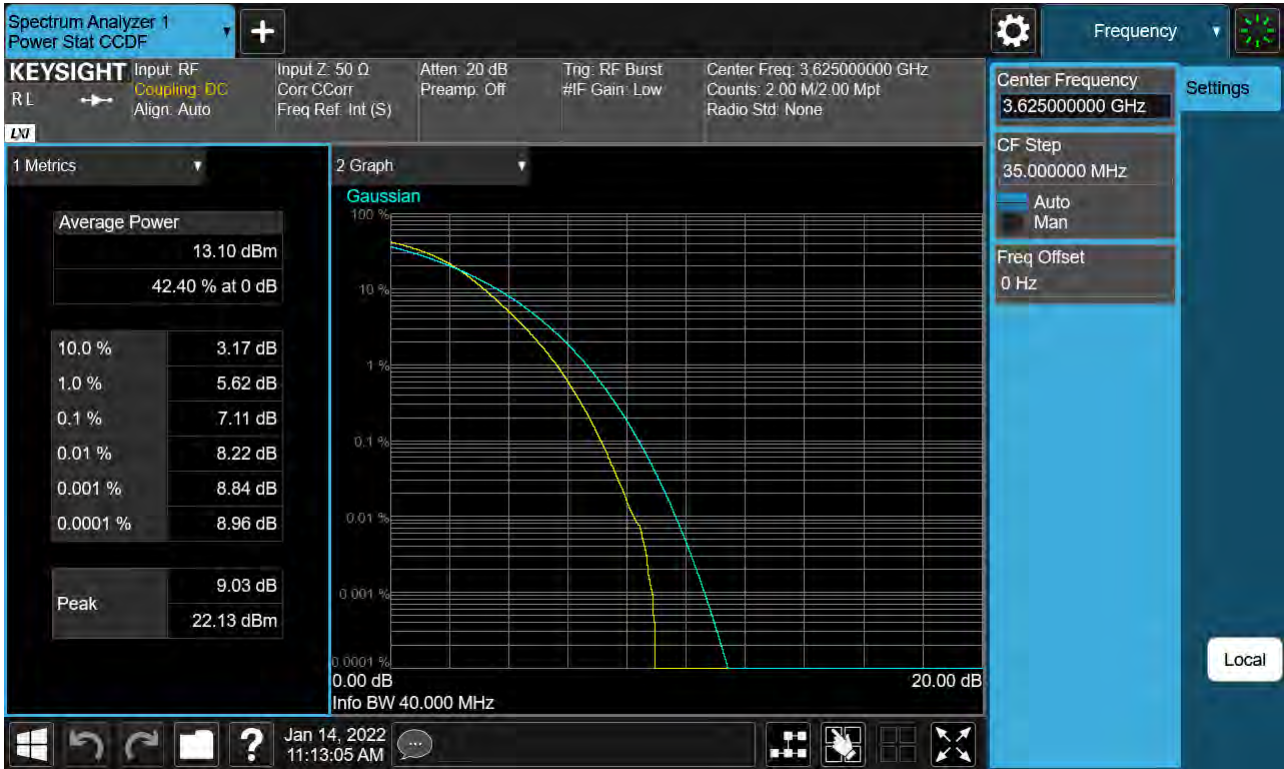 Spectrum Analyzer 1
Power Stat CCDF
+
Frequency
KEYSIGHT
RL
LXI
Input: RF
Coupling: DC
Align: Auto
Input Z: 50 Ω
Corr CCorr
Freq Ref: Int (S)
Atten: 20 dB
Preamp: Off
Trig: RF Burst
#IF Gain: Low
Center Freq: 3.625000000 GHz
Counts: 2.00 M/2.00 Mpt
Radio Std: None
Center Frequency
3.625000000 GHz
Settings
CF Step
35.000000 MHz
Auto
Man
Freq Offset
0 Hz
1 Metrics
Average Power
13.10 dBm
42.40 % at 0 dB
10.0 % 3.17 dB
1.0 % 5.62 dB
0.1 % 7.11 dB
0.01 % 8.22 dB
0.001 % 8.84 dB
0.0001 % 8.96 dB
Peak
9.03 dB
22.13 dBm
2 Graph
Gaussian
100 %
10 %
1 %
0.1 %
0.01 %
0.001 %
0.0001 %
0.00 dB 20.00 dB
Info BW 40.000 MHz
Local
?
Jan 14, 2022
11:13:05 AM